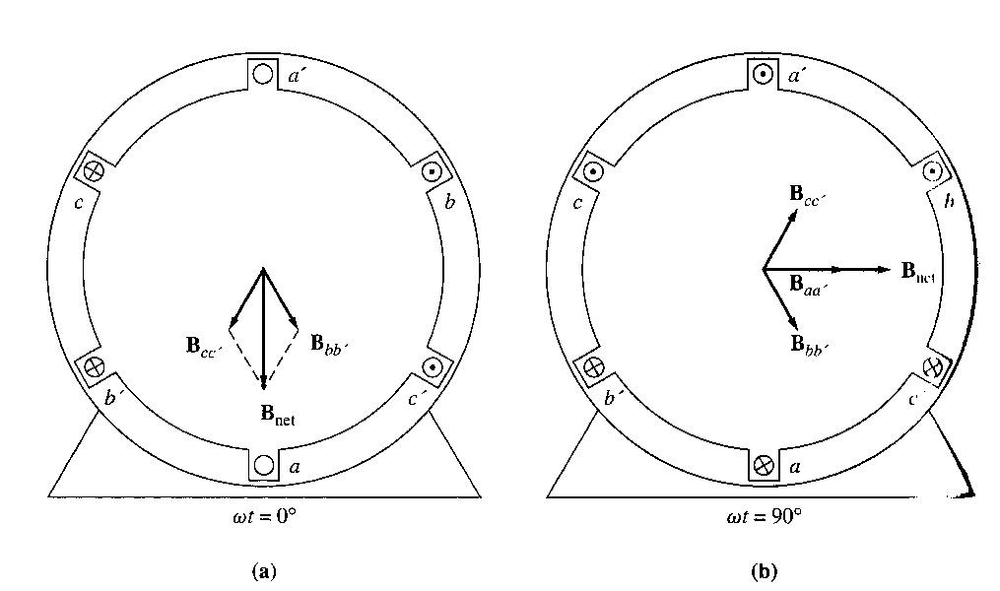 a´
c
b
B_cc´
B_bb´
B_net
b´
c´
a
ωt = 0°
(a)
a´
c
b
B_cc´
B_aa´
B_net
B_bb´
b´
c´
a
ωt = 90°
(b)